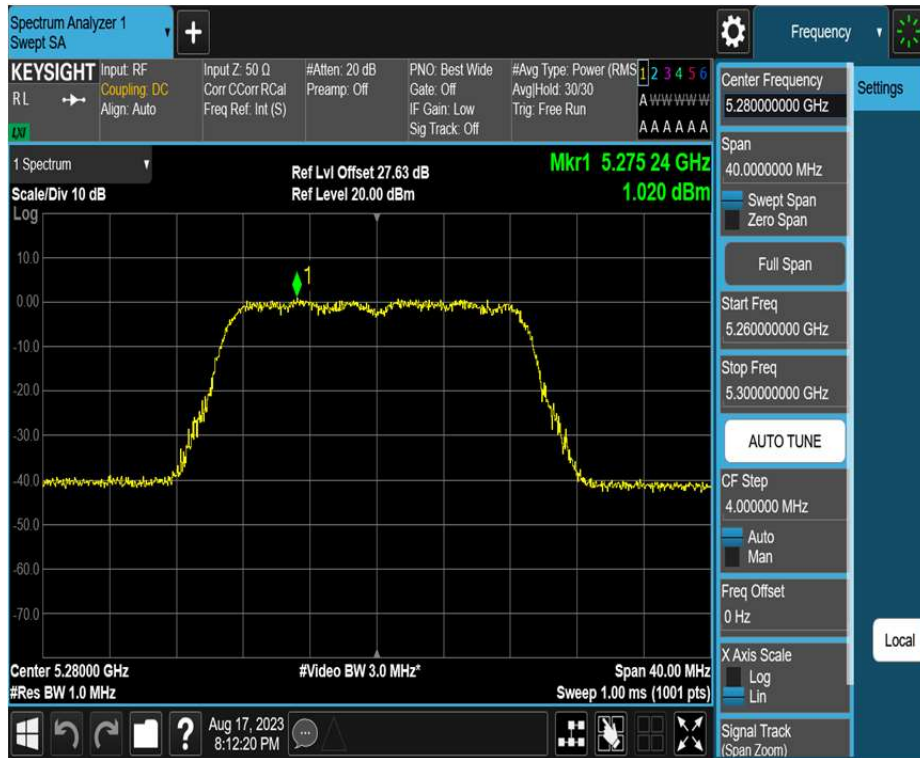 Spectrum Analyzer 1
Swept SA
+
Frequency
KEYSIGHT
R L
LXI
Input: RF
Coupling: DC
Align: Auto
Input Z: 50 Ω
Corr CCorr RCal
Freq Ref: Int (S)
#Atten: 20 dB
Preamp: Off
PNO: Best Wide
Gate: Off
IF Gain: Low
Sig Track: Off
#Avg Type: Power (RMS
Avg|Hold: 30/30
Trig: Free Run
1 2 3 4 5 6
A W W W W W
A A A A A A
1 Spectrum
Scale/Div 10 dB
Log
Ref Lvl Offset 27.63 dB
Ref Level 20.00 dBm
Mkr1 5.275 24 GHz
1.020 dBm
1
10.0
0.00
-10.0
-20.0
-30.0
-40.0
-50.0
-60.0
-70.0
Center 5.28000 GHz
#Res BW 1.0 MHz
#Video BW 3.0 MHz*
Span 40.00 MHz
Sweep 1.00 ms (1001 pts)
?
Aug 17, 2023
8:12:20 PM
Center Frequency
5.280000000 GHz
Span
40.0000000 MHz
Swept Span
Zero Span
Full Span
Start Freq
5.260000000 GHz
Stop Freq
5.300000000 GHz
AUTO TUNE
CF Step
4.000000 MHz
Auto
Man
Freq Offset
0 Hz
X Axis Scale
Log
Lin
Signal Track
(Span Zoom)
Settings
Local